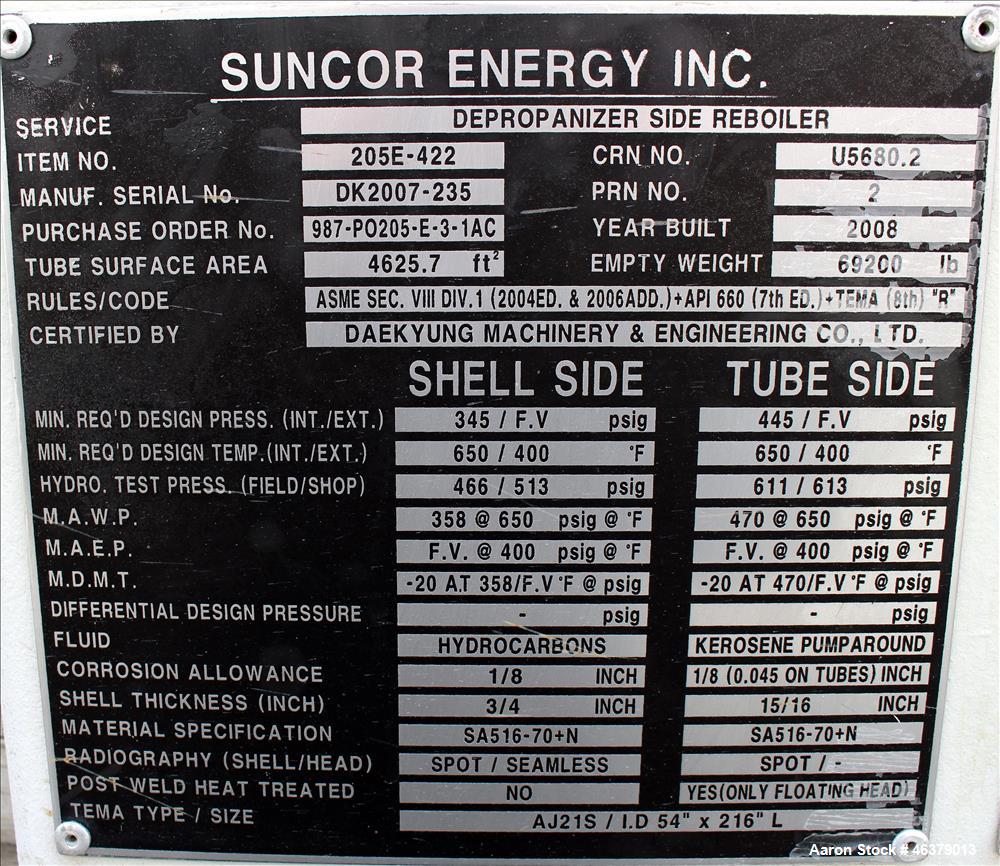 SUNCOR ENERGY INC.
SERVICE DEPROPANIZER SIDE REBOILER
ITEM NO. 205E-422 CRN NO. U5680.2
MANUF. SERIAL No. DK2007-235 PRN NO. 2
PURCHASE ORDER No. 987-PO205-E-3-1AC YEAR BUILT 2008
TUBE SURFACE AREA 4625.7 ft² EMPTY WEIGHT 69200 lb
RULES/CODE ASME SEC. VIII DIV.1 (2004ED. & 2006ADD.)+API 660 (7th ED.)+TEMA (8th) "R"
CERTIFIED BY DAEKYUNG MACHINERY & ENGINEERING CO., LTD.
SHELL SIDE TUBE SIDE
MIN. REQ'D DESIGN PRESS. (INT./EXT.) 345 / F.V psig 445 / F.V psig
MIN. REQ'D DESIGN TEMP.(INT./EXT.) 650 / 400 °F 650 / 400 °F
HYDRO. TEST PRESS. (FIELD/SHOP) 466 / 513 psig 611 / 613 psig
M.A.W.P. 358 @ 650 psig @ °F 470 @ 650 psig @ °F
M.A.E.P. F.V. @ 400 psig @ °F F.V. @ 400 psig @ °F
M.D.M.T. -20 AT 358/F.V °F @ psig -20 AT 470/F.V °F @ psig
DIFFERENTIAL DESIGN PRESSURE - psig - psig
FLUID HYDROCARBONS KEROSENE PUMPAROUND
CORROSION ALLOWANCE 1/8 INCH 1/8 (0.045 ON TUBES) INCH
SHELL THICKNESS (INCH) 3/4 INCH 15/16 INCH
MATERIAL SPECIFICATION SA516-70+N SA516-70+N
RADIOGRAPHY (SHELL/HEAD) SPOT / SEAMLESS SPOT / -
POST WELD HEAT TREATED NO YES(ONLY FLOATING HEAD)
TEMA TYPE / SIZE AJ21S / I.D 54" x 216" L
Aaron Stock # 46379013